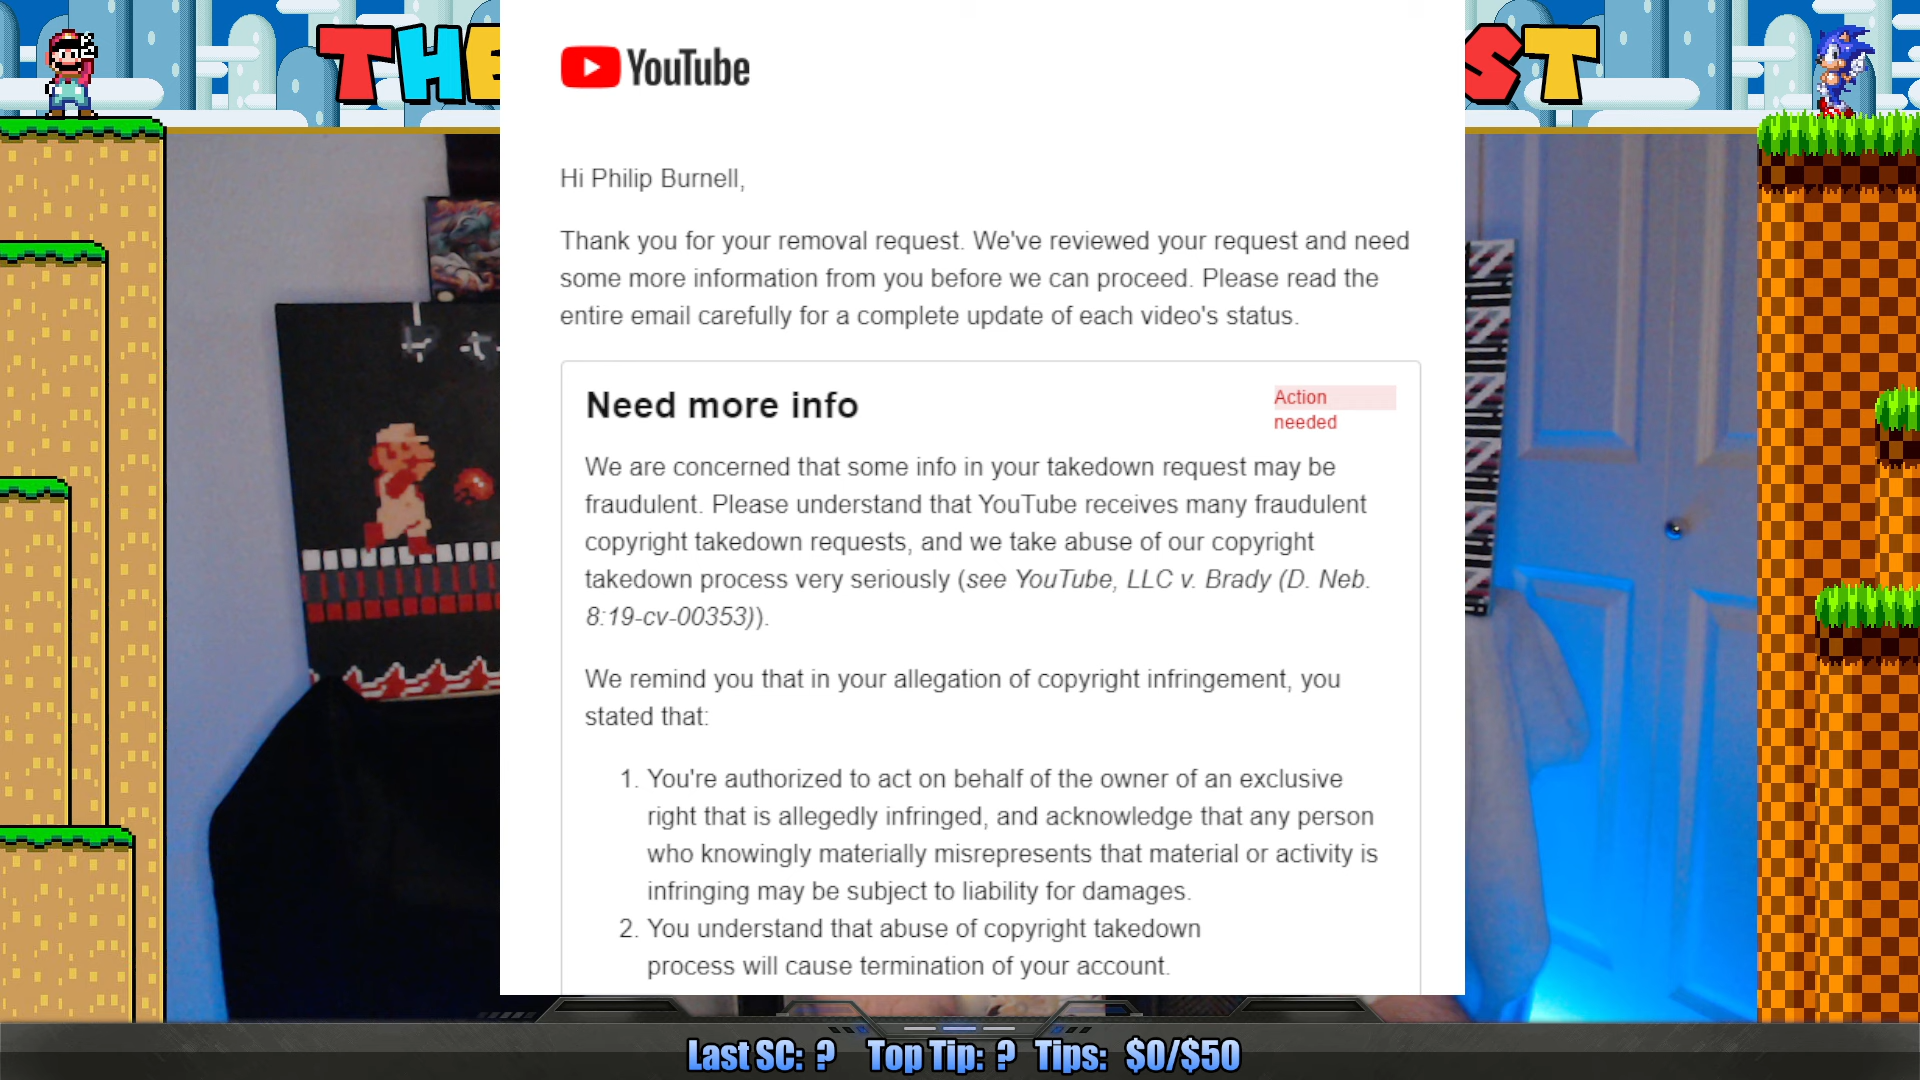 THE
ST
YouTube
Hi Philip Burnell,
Thank you for your removal request. We've reviewed your request and need
some more information from you before we can proceed. Please read the
entire email carefully for a complete update of each video's status.
Need more info
Action
needed
We are concerned that some info in your takedown request may be
fraudulent. Please understand that YouTube receives many fraudulent
copyright takedown requests, and we take abuse of our copyright
takedown process very seriously (see YouTube, LLC v. Brady (D. Neb.
8:19-cv-00353)).
We remind you that in your allegation of copyright infringement, you
stated that:
1. You're authorized to act on behalf of the owner of an exclusive
right that is allegedly infringed, and acknowledge that any person
who knowingly materially misrepresents that material or activity is
infringing may be subject to liability for damages.
2. You understand that abuse of copyright takedown
process will cause termination of your account.
Last SC: ? Top Tip: ? Tips: $0/$50